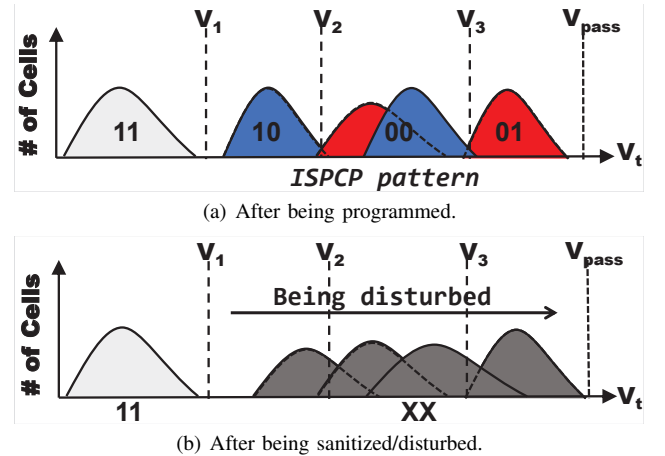 V1 V2 V3 Vpass
# of Cells
11 10 00 01
Vt
ISPCP pattern
(a) After being programmed.
V1 V2 V3 Vpass
Being disturbed
# of Cells
Vt
11 XX
(b) After being sanitized/disturbed.